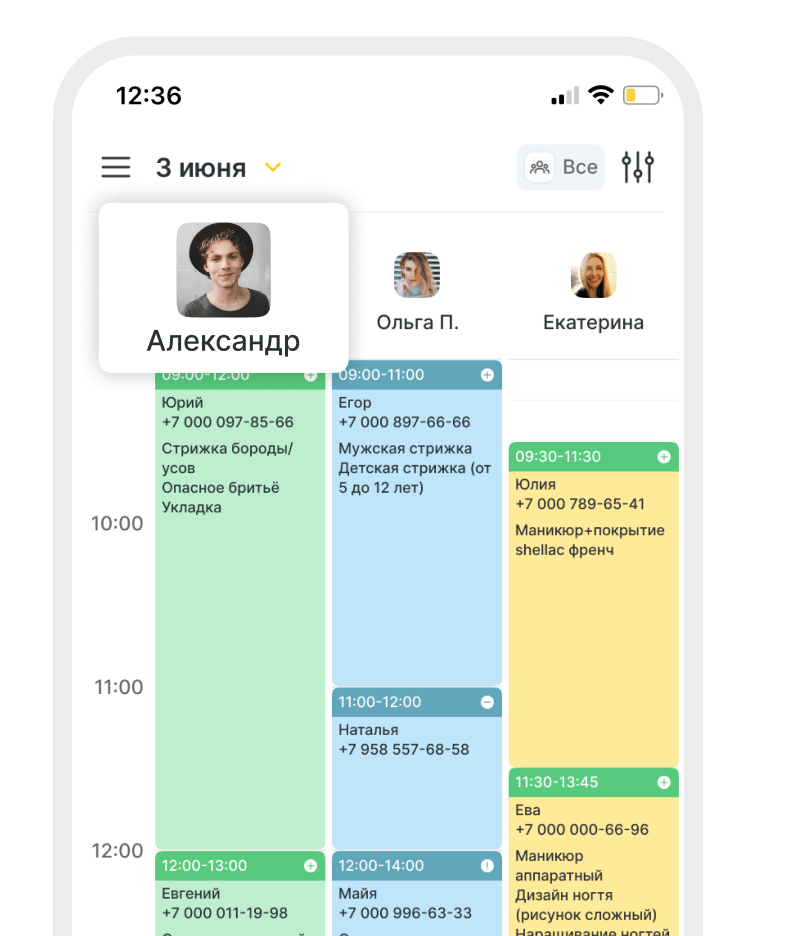 12:36
3 июня
Все
Александр
Ольга П.
Екатерина
09:00-12:00
Юрий
+7 000 097-85-66
Стрижка бороды/
усов
Опасное бритьё
Укладка
12:00-13:00
Евгений
+7 000 011-19-98
09:00-11:00
Егор
+7 000 897-66-66
Мужская стрижка
Детская стрижка (от
5 до 12 лет)
11:00-12:00
Наталья
+7 958 557-68-58
12:00-14:00
Майя
+7 000 996-63-33
09:30-11:30
Юлия
+7 000 789-65-41
Маникюр+покрытие
shellac френч
11:30-13:45
Ева
+7 000 000-66-96
Маникюр
аппаратный
Дизайн ногтя
(рисунок сложный)
Наращивание ногтей
10:00
11:00
12:00